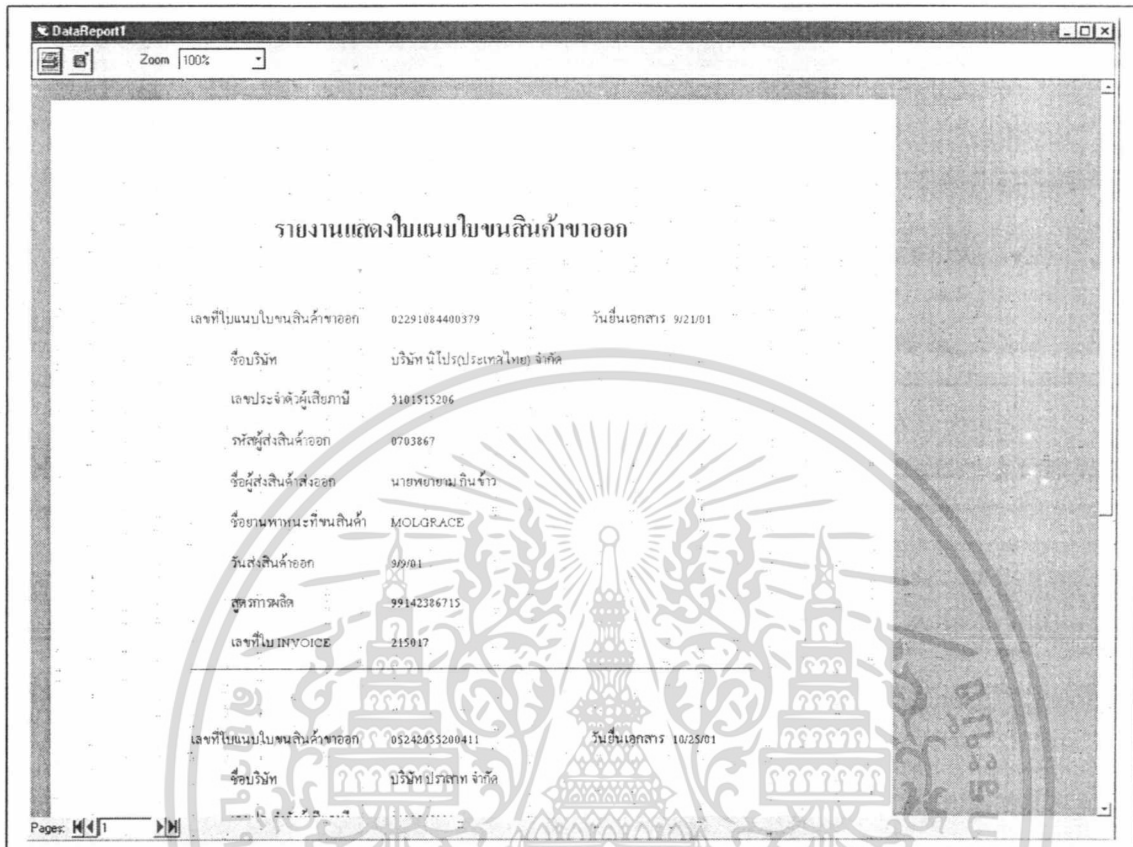 DataReport1
Zoom 100%
รายงานแสดงใบแนบใบขนสินค้าขาออก
เลขที่ใบแนบใบขนสินค้าขาออก 02291084400379 วันยื่นเอกสาร 9/21/01
ชื่อบริษัท บริษัท นิโปร(ประเทศไทย) จำกัด
เลขประจำตัวผู้เสียภาษี 3101515206
รหัสผู้ส่งสินค้าออก 0703867
ชื่อผู้ส่งสินค้าส่งออก นายพยายาม กินข้าว
ชื่อยานพาหนะที่ขนสินค้า MOLGRACE
วันส่งสินค้าออก 9/9/01
สูตรการผลิต 99142386715
เลขที่ใบ INVOICE 215017
เลขที่ใบแนบใบขนสินค้าขาออก 05242055200411 วันยื่นเอกสาร 10/25/01
ชื่อบริษัท บริษัท ปราสาท จำกัด
Pages: 1